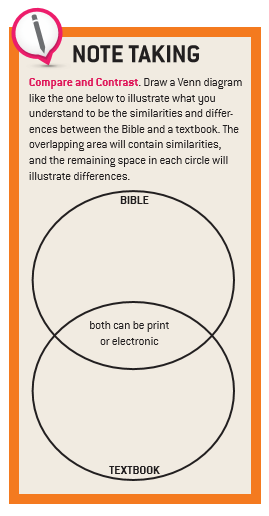 NOTE TAKING
Compare and Contrast. Draw a Venn diagram
like the one below to illustrate what you
understand to be the similarities and differ-
ences between the Bible and a textbook. The
overlapping area will contain similarities,
and the remaining space in each circle will
illustrate differences.
BIBLE
both can be print
or electronic
TEXTBOOK